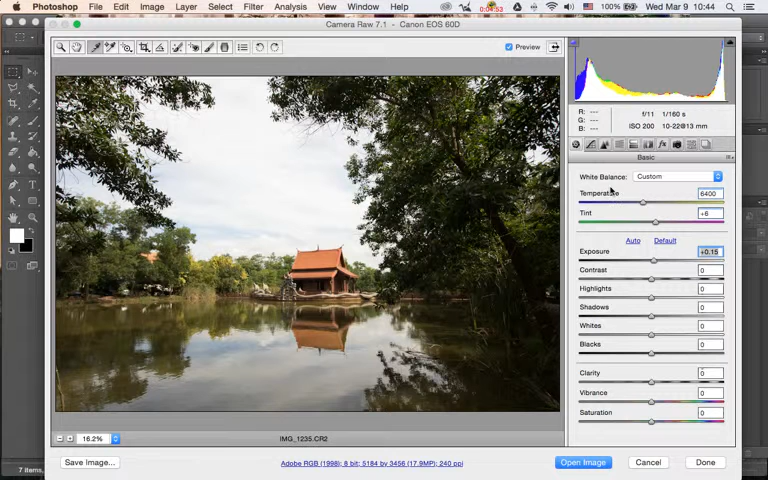 Photoshop File Edit Image Layer Select Filter Analysis View Window Help 100% Wed Mar 9 10:44
Camera Raw 7.1 - Canon EOS 60D
Preview
R: ---
G: ---
B: ---
f/11 1/160 s
ISO 200 10-22@13 mm
Basic
White Balance: Custom
Temperature 6400
Tint +6
Auto Default
Exposure +0.15
Contrast 0
Highlights 0
Shadows 0
Whites 0
Blacks 0
Clarity 0
Vibrance 0
Saturation 0
16.2% IMG_1235.CR2
Save Image... Adobe RGB (1998); 8 bit; 5184 by 3456 (17.9MP); 240 ppi Open Image Cancel Done
7 items,